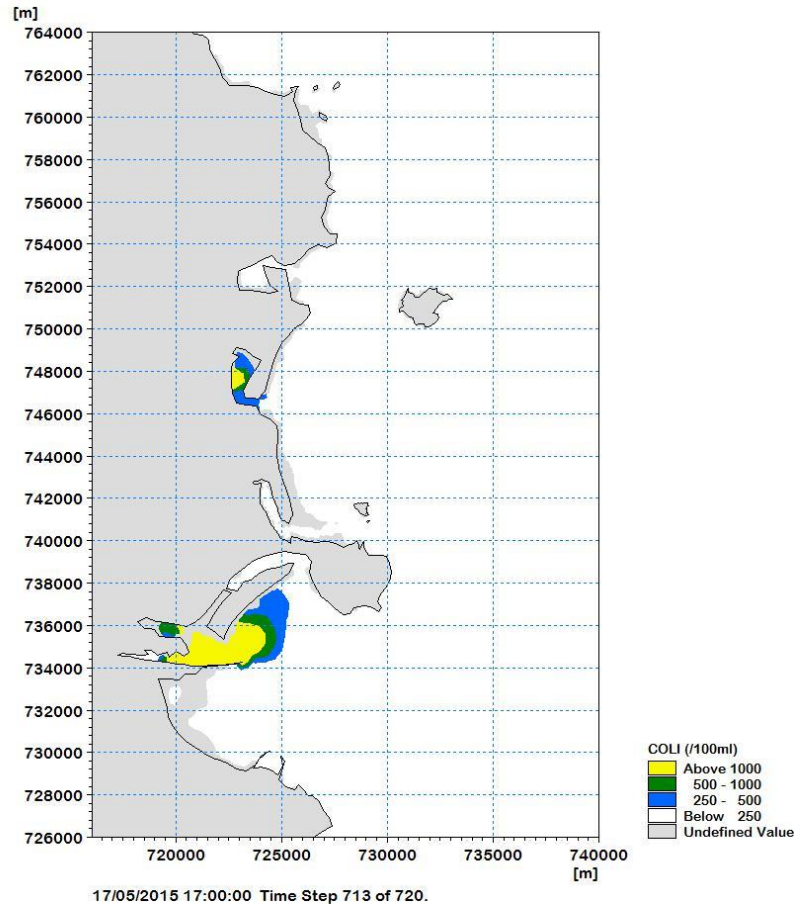 [m]
764000
762000
760000
758000
756000
754000
752000
750000
748000
746000
744000
742000
740000
738000
736000
734000
732000
730000
728000
726000
720000 725000 730000 735000 740000
[m]
COLI (/100ml)
Above 1000
500 - 1000
250 - 500
Below 250
Undefined Value
17/05/2015 17:00:00 Time Step 713 of 720.